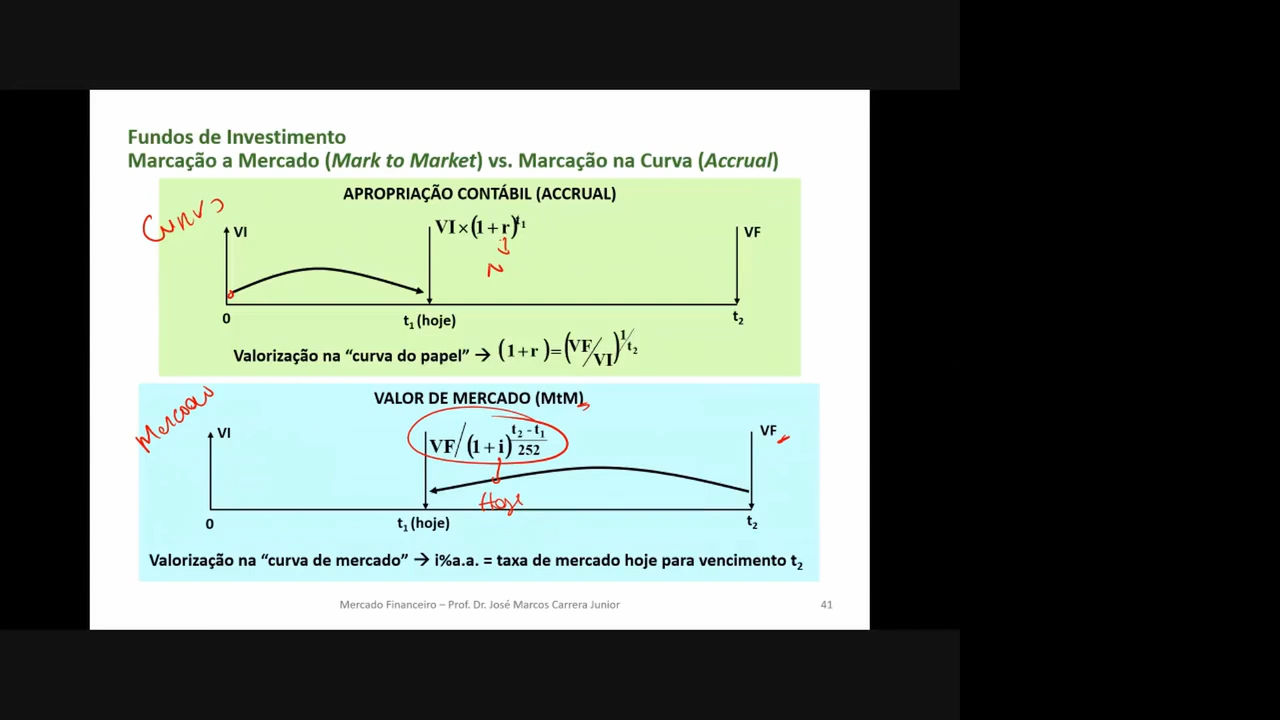 Fundos de Investimento
Marcação a Mercado (Mark to Market) vs. Marcação na Curva (Accrual)
APROPRIAÇÃO CONTÁBIL (ACCRUAL)
Curva
VI
VI × (1 + r)^t₁
VF
0
t₁ (hoje)
t₂
Valorização na “curva do papel” → (1 + r) = (VF/VI)^1/t₂
VALOR DE MERCADO (MtM)
Mercado
VI
VF/(1 + i)^(t₂ - t₁)/252
VF
Hoje
0
t₁ (hoje)
t₂
Valorização na “curva de mercado” → i%a.a. = taxa de mercado hoje para vencimento t₂
Mercado Financeiro – Prof. Dr. José Marcos Carrera Junior
41